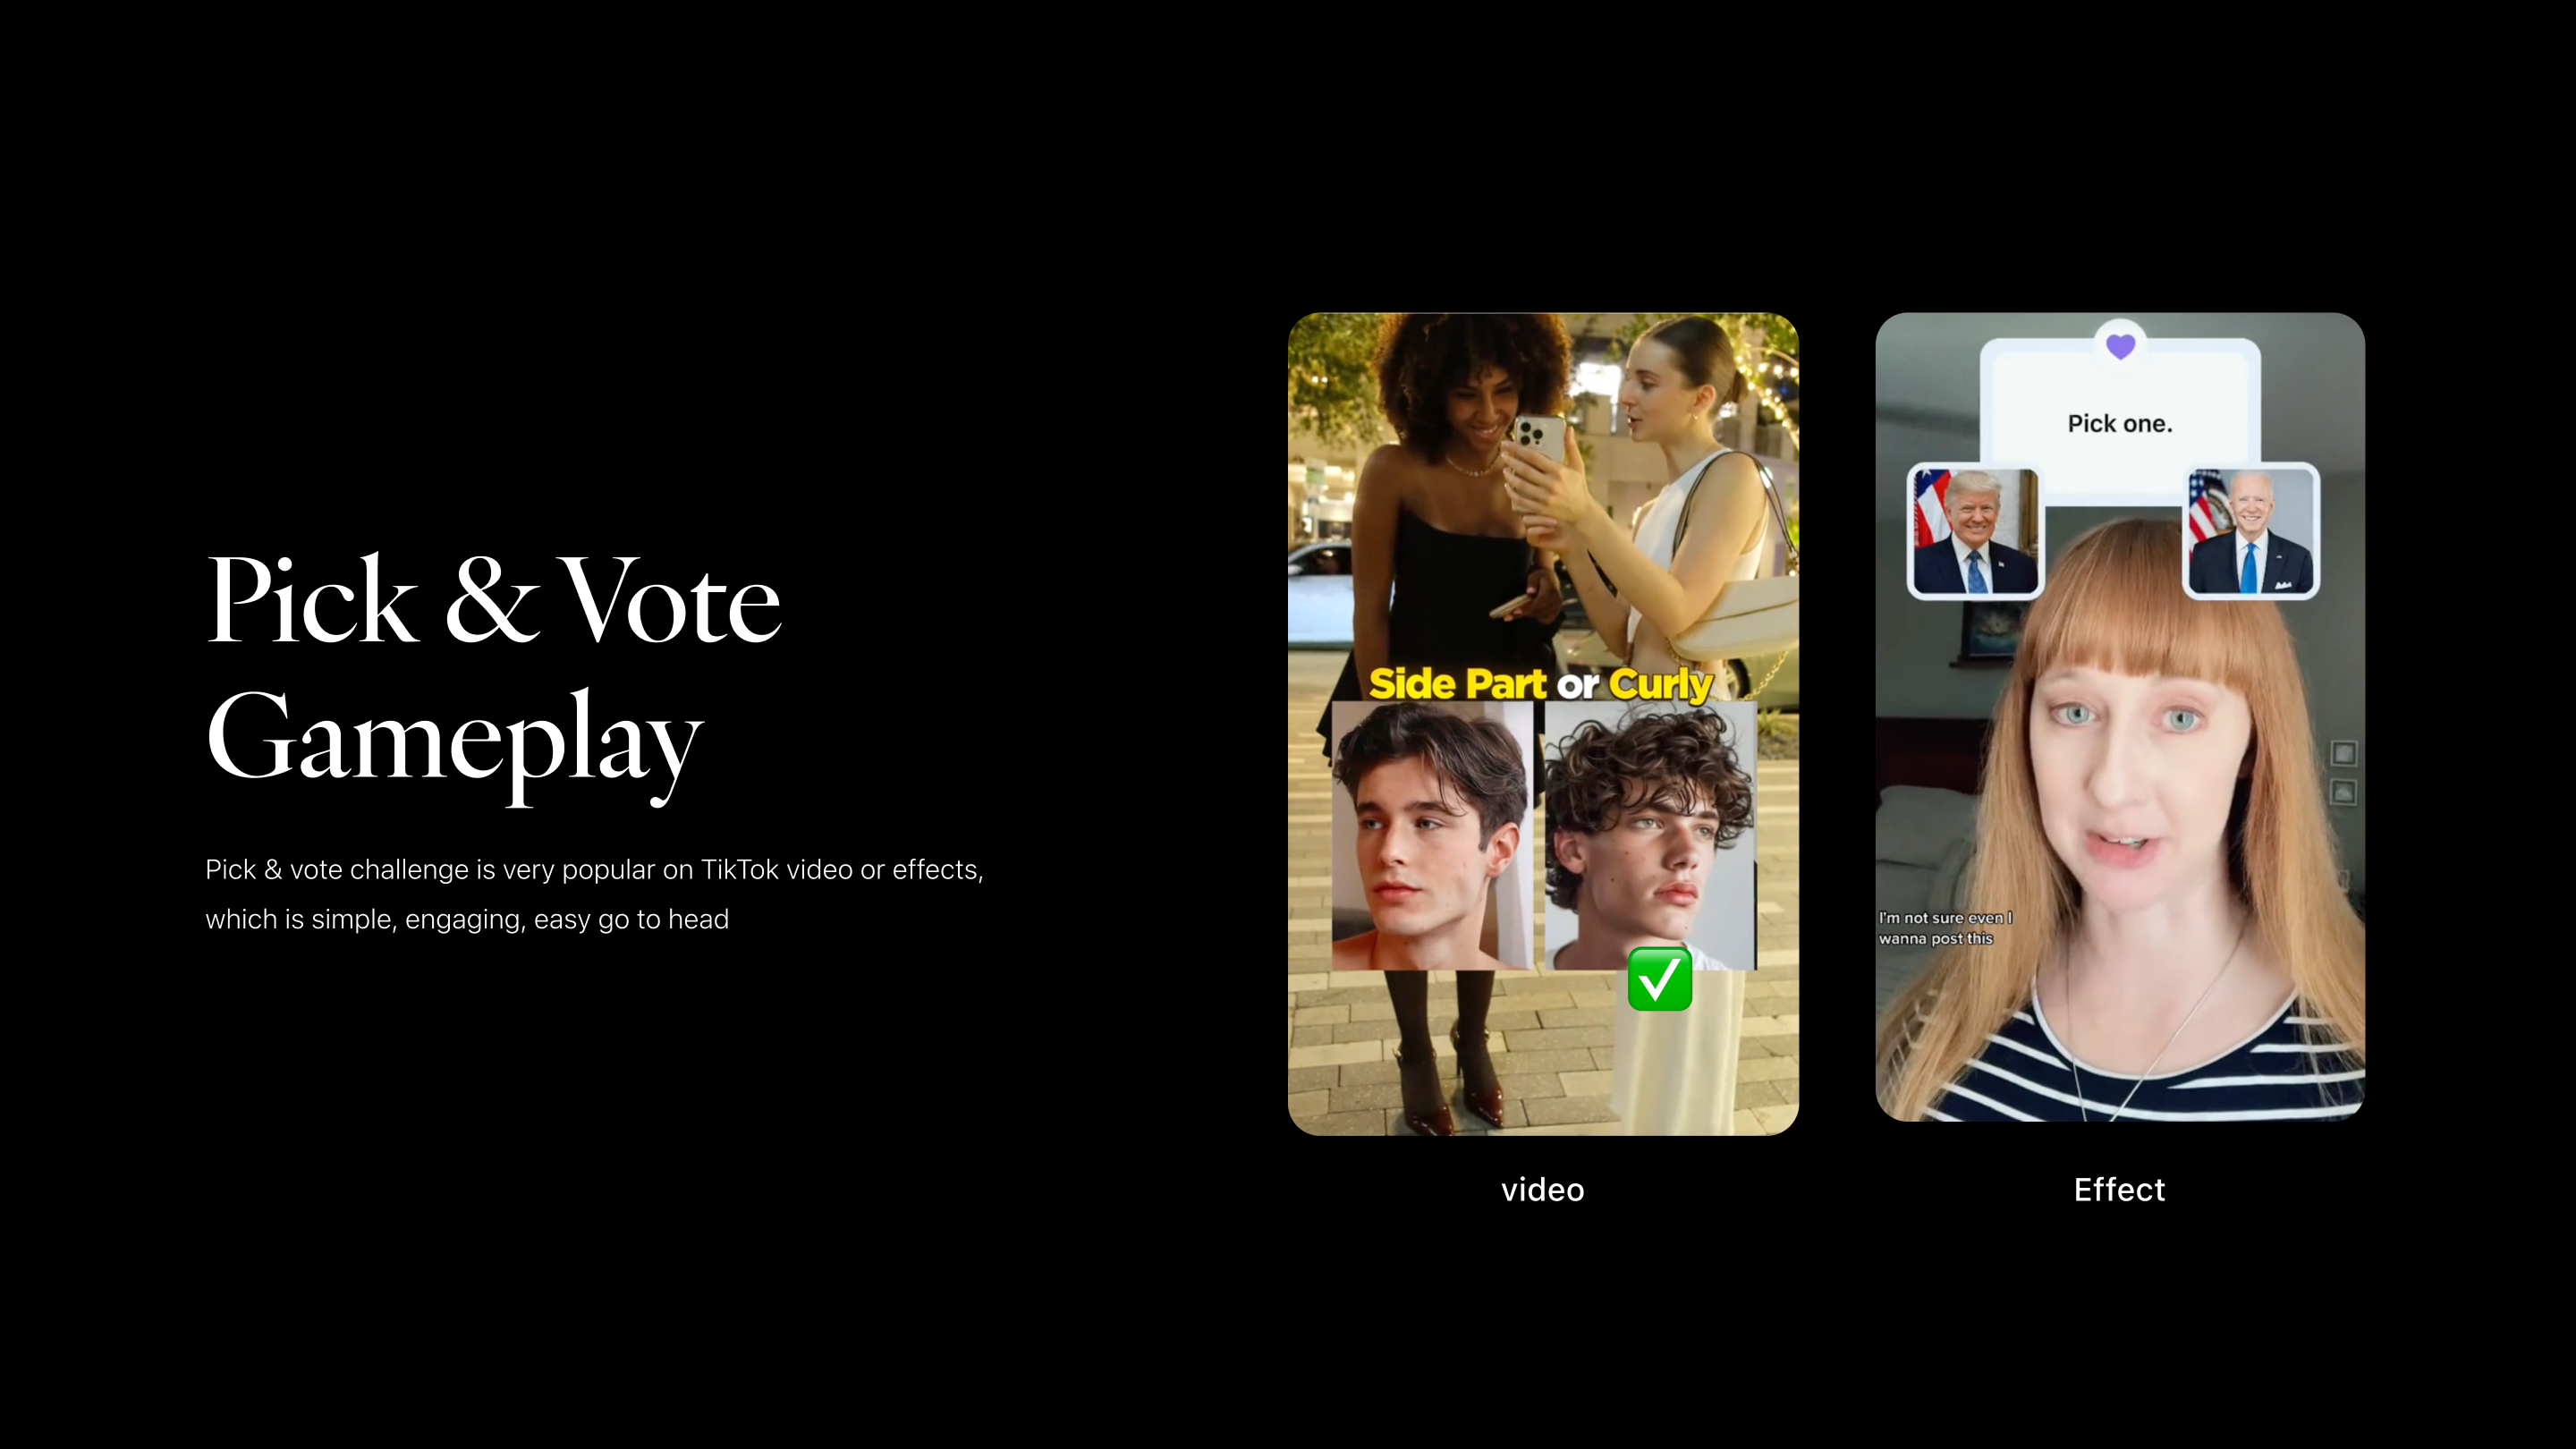 Pick & Vote
Gameplay
Pick & vote challenge is very popular on TikTok video or effects,
which is simple, engaging, easy go to head
Side Part or Curly
video
Pick one.
I'm not sure even I
wanna post this
Effect